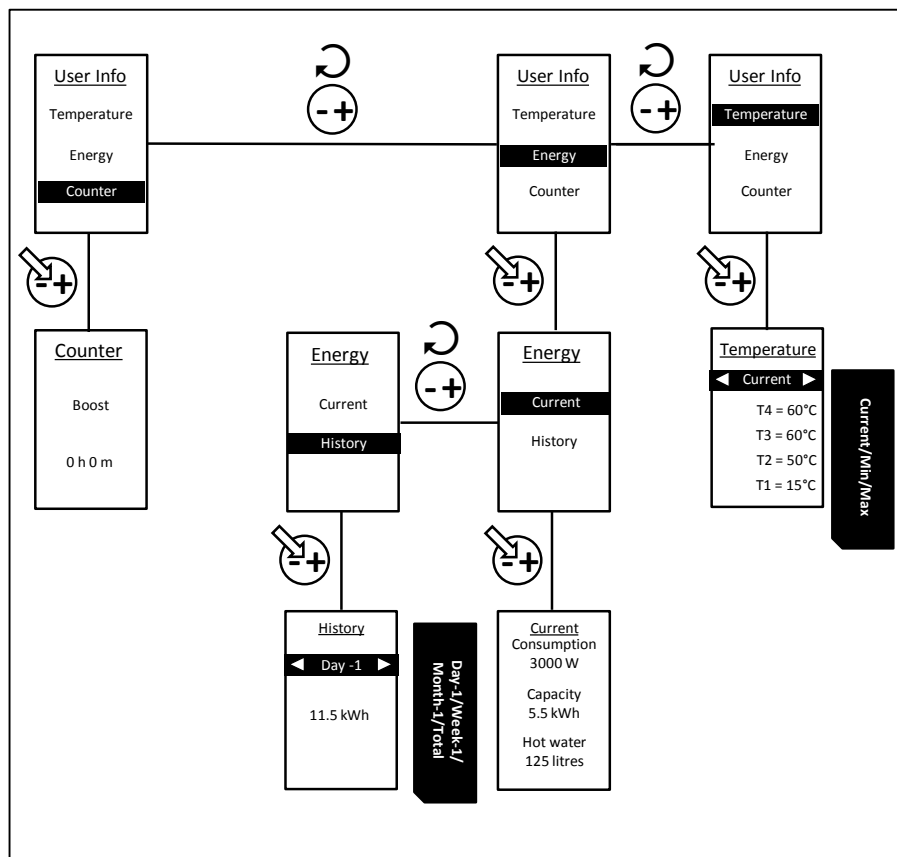 User Info
Temperature
Energy
Counter
- +
User Info
Temperature
Energy
Counter
- +
User Info
Temperature
Energy
Counter
- +
- +
- +
Counter
Boost
0 h 0 m
Energy
Current
History
- +
Energy
Current
History
Temperature
◄ Current ►
T4 = 60°C
T3 = 60°C
T2 = 50°C
T1 = 15°C
Current/Min/Max
- +
- +
History
◄ Day -1 ►
11.5 kWh
Day-1/Week-1/
Month-1/Total
Current
Consumption
3000 W
Capacity
5.5 kWh
Hot water
125 litres